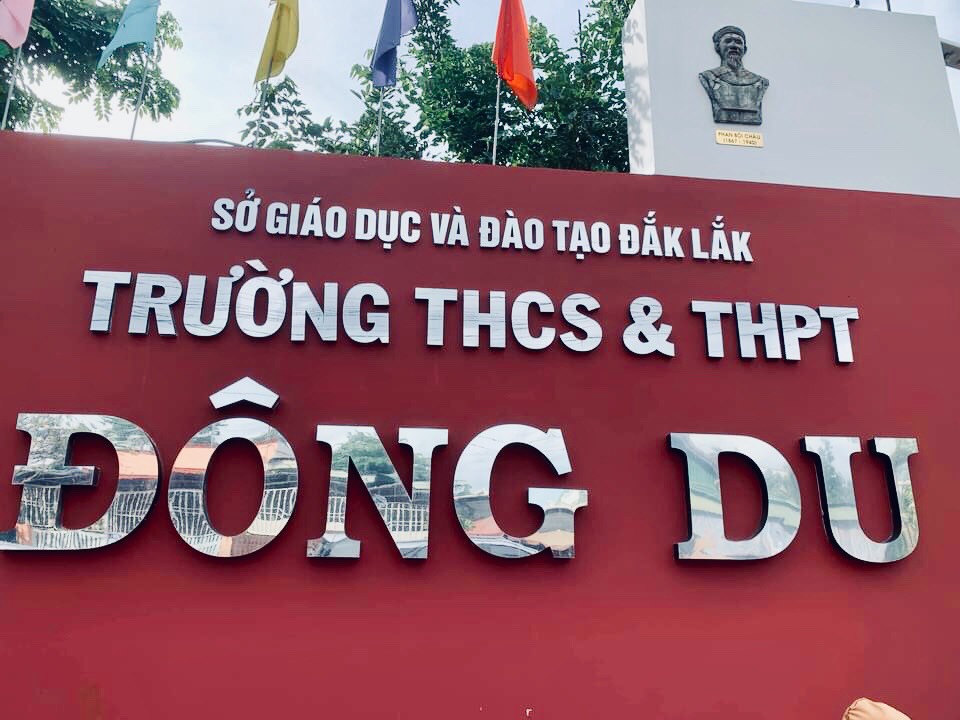 PHAN BỘI CHÂU
(1867 - 1940)
SỞ GIÁO DỤC VÀ ĐÀO TẠO ĐẮK LẮK
TRƯỜNG THCS & THPT
ĐÔNG DU